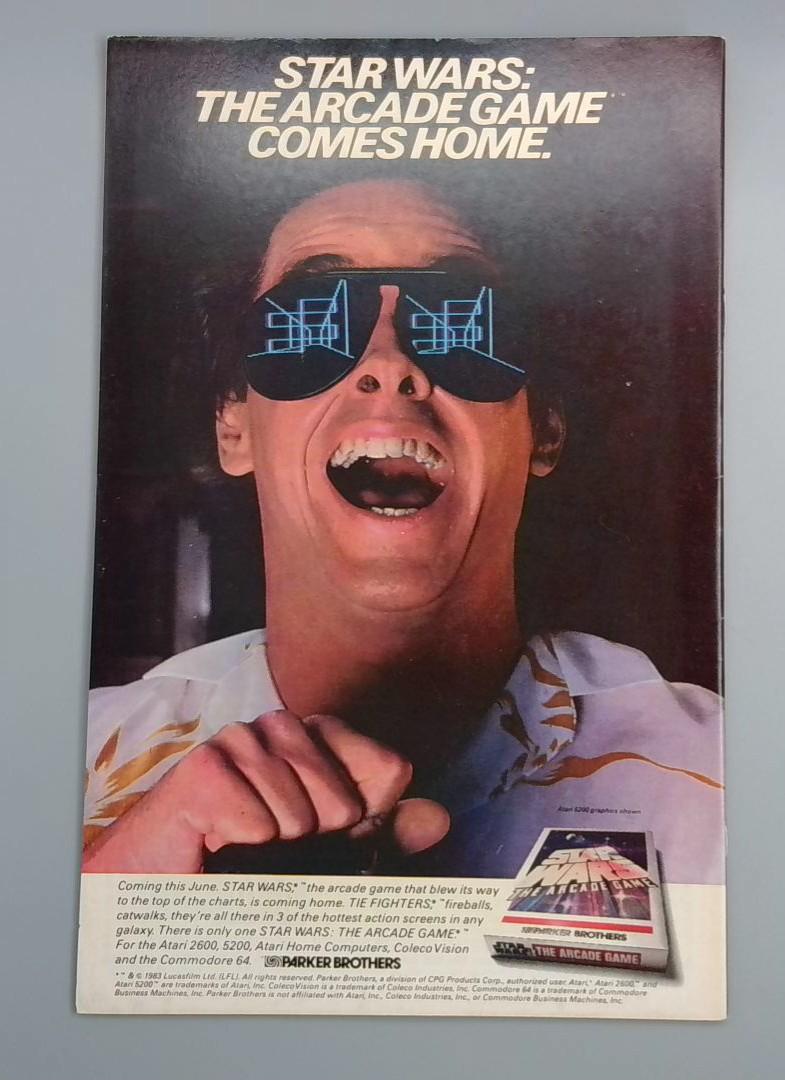 STAR WARS:
THE ARCADE GAME™
COMES HOME.
Atari 5200 graphics shown
STAR
WARS
THE ARCADE GAME
PARKER BROTHERS
STAR
WARS
THE ARCADE GAME
Coming this June. STAR WARS,*™ the arcade game that blew its way
to the top of the charts, is coming home. TIE FIGHTERS,*™ fireballs,
catwalks, they're all there in 3 of the hottest action screens in any
galaxy. There is only one STAR WARS: THE ARCADE GAME.*™
For the Atari 2600, 5200, Atari Home Computers, ColecoVision
and the Commodore 64. PARKER BROTHERS
*™ & © 1983 Lucasfilm Ltd. (LFL). All rights reserved. Parker Brothers, a division of CPG Products Corp., authorized user. Atari,® Atari 2600,™ and
Atari 5200™ are trademarks of Atari, Inc. ColecoVision is a trademark of Coleco Industries, Inc. Commodore 64 is a trademark of Commodore
Business Machines, Inc. Parker Brothers is not affiliated with Atari, Inc., Coleco Industries, Inc., or Commodore Business Machines, Inc.